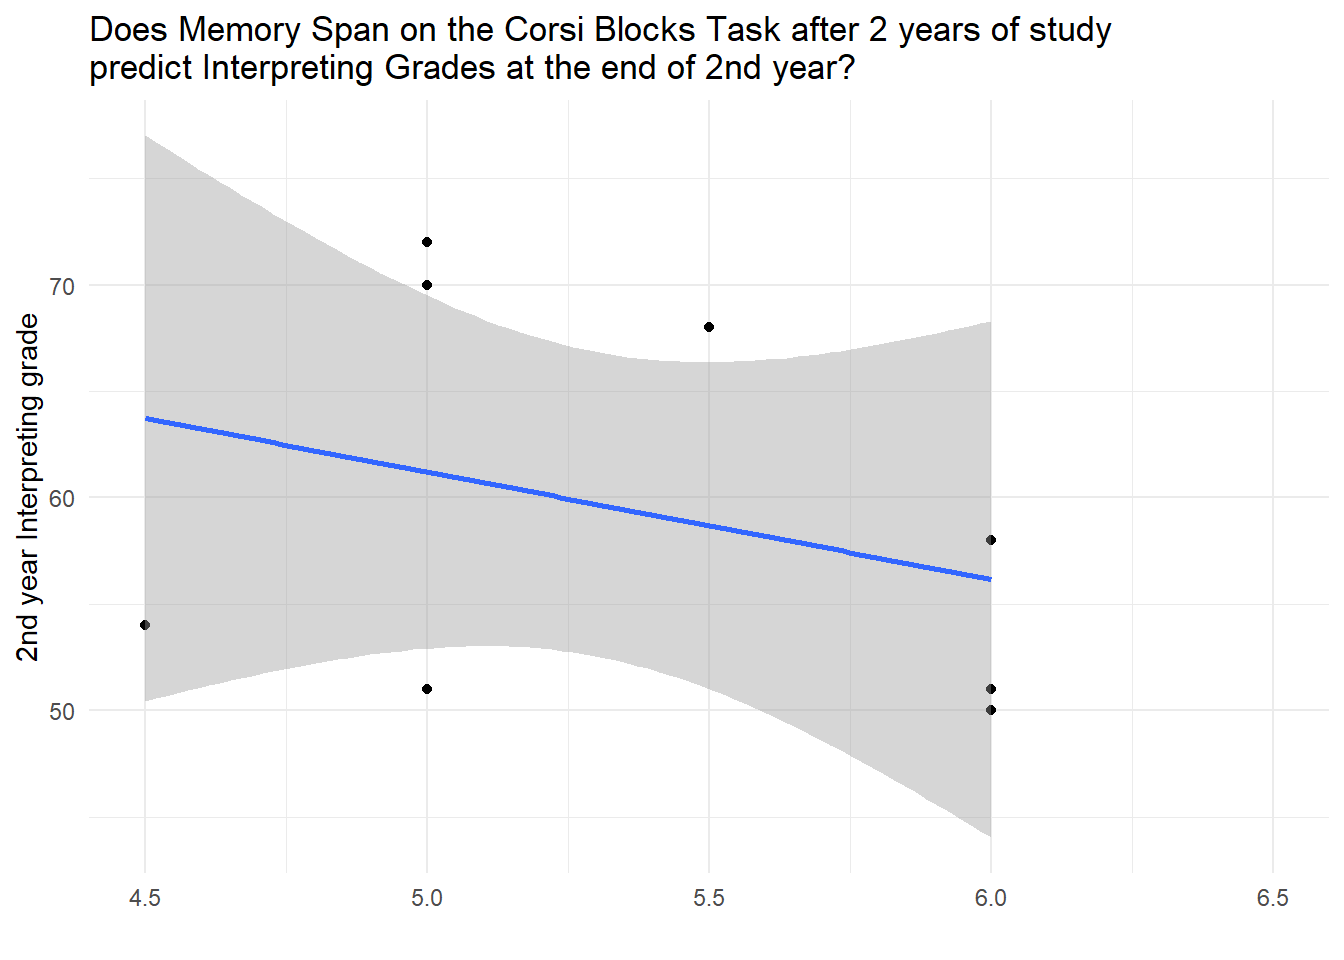 Does Memory Span on the Corsi Blocks Task after 2 years of study
predict Interpreting Grades at the end of 2nd year?
2nd year Interpreting grade
70
60
50
4.5 5.0 5.5 6.0 6.5